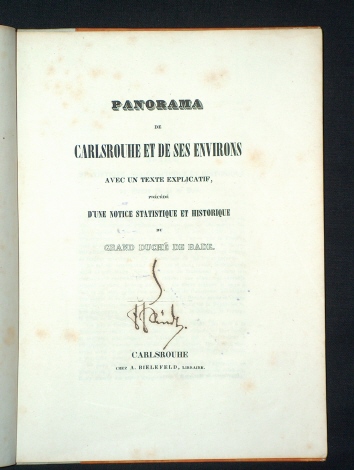 PANORAMA
DE
CARLSROUHE ET DE SES ENVIRONS
AVEC UN TEXTE EXPLICATIF,
PRÉCÉDÉ
D'UNE NOTICE STATISTIQUE ET HISTORIQUE
DU
GRAND DUCHÉ DE BADE.
CARLSROUHE
CHEZ A. BIELEFELD, LIBRAIRE.